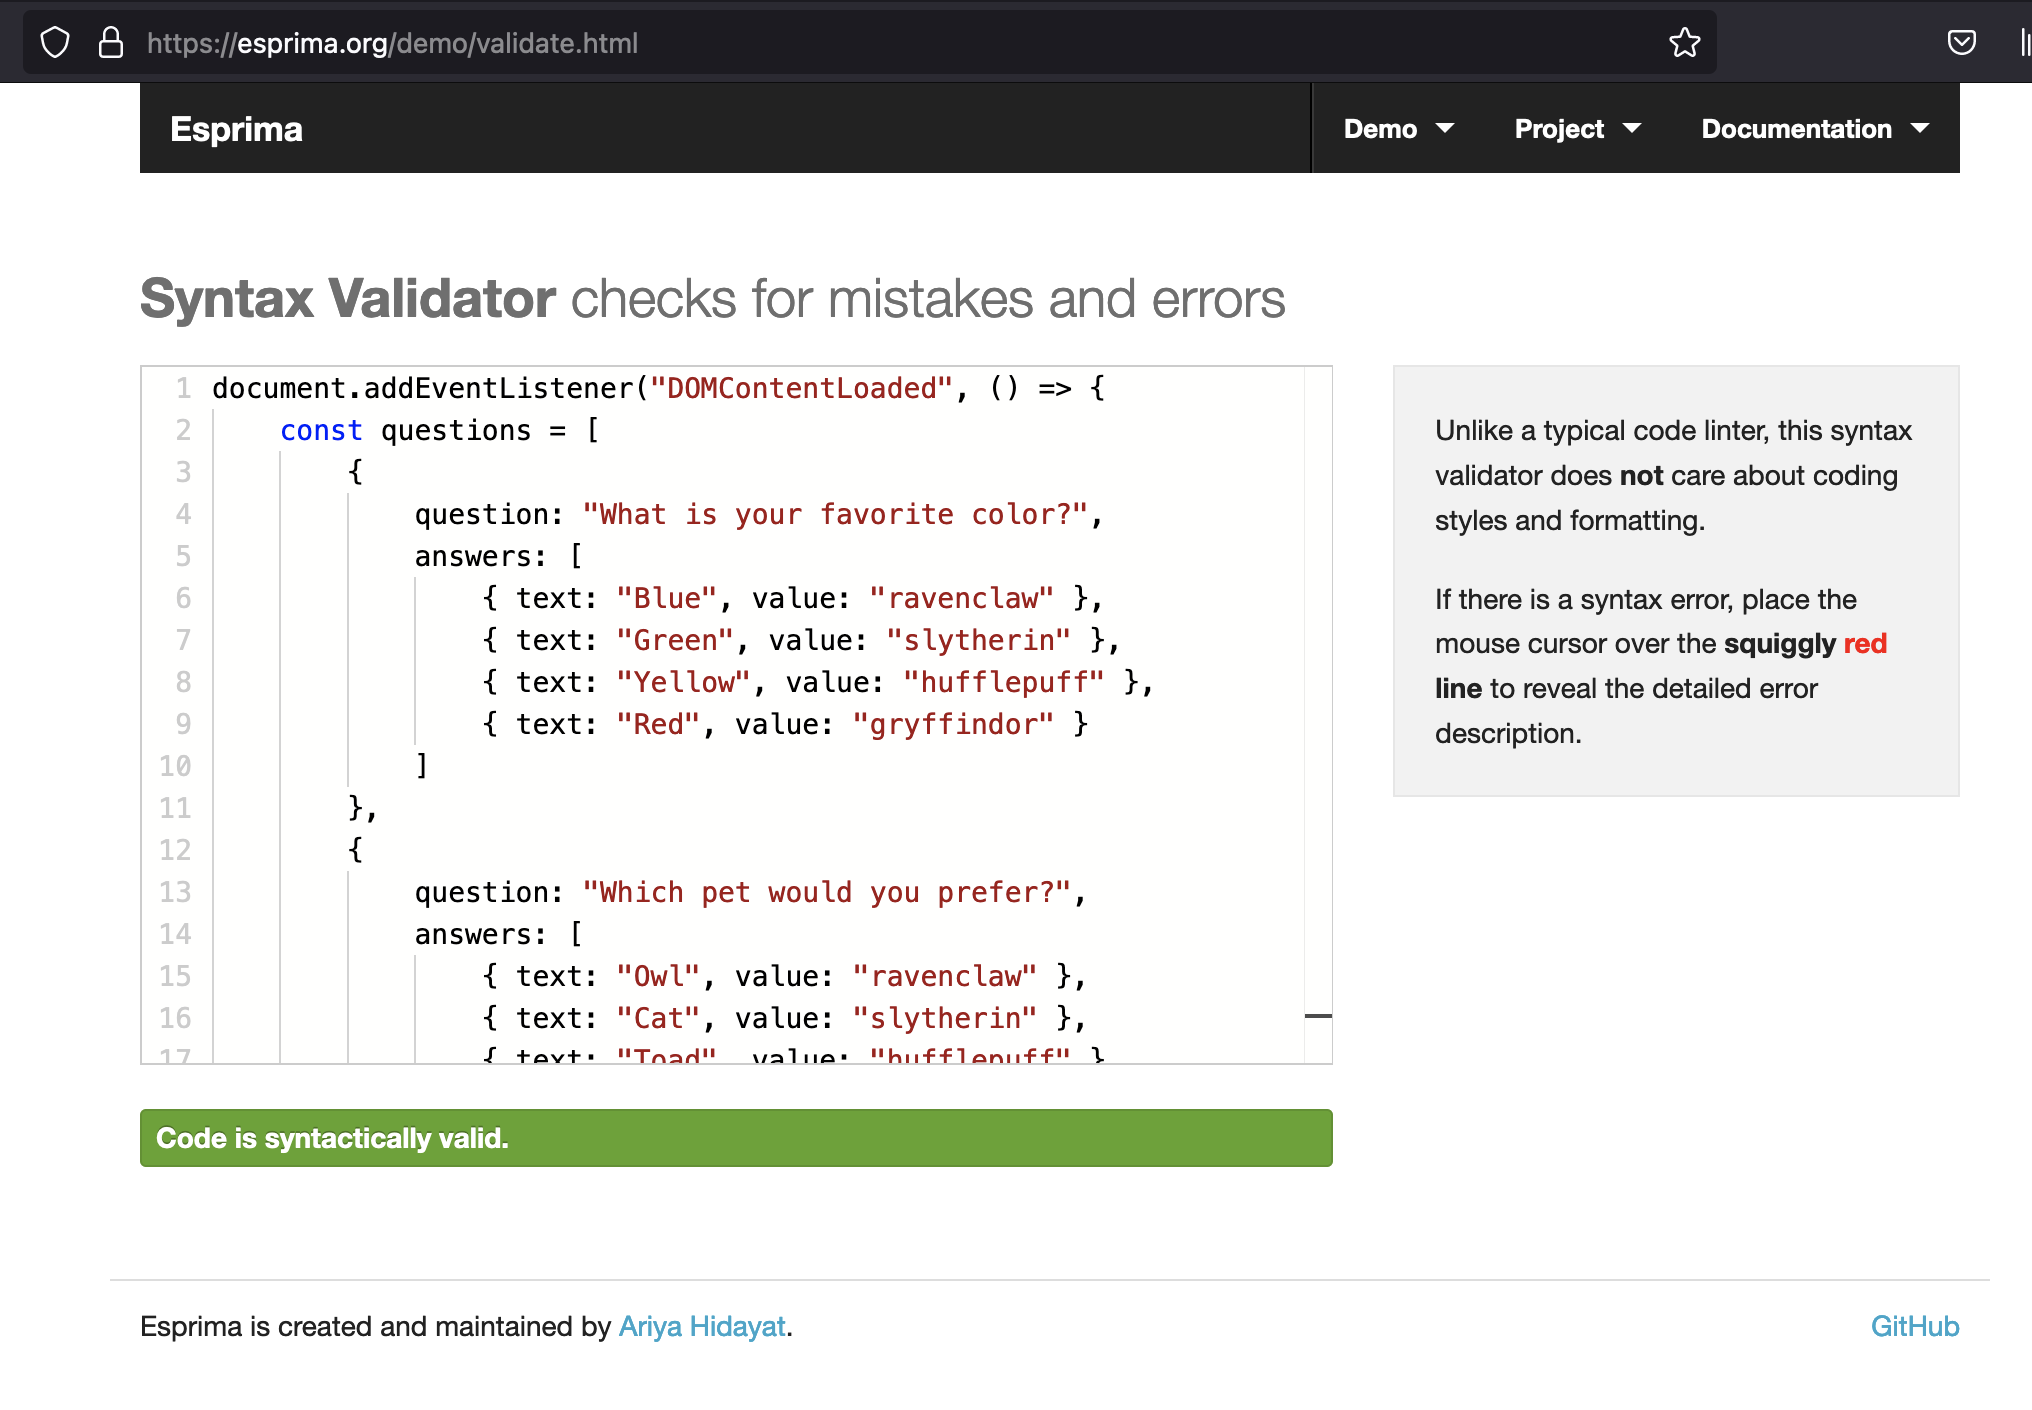 https://esprima.org/demo/validate.html
Esprima
Demo
Project
Documentation
Syntax Validator checks for mistakes and errors
1 document.addEventListener("DOMContentLoaded", () => {
2 const questions = [
3 {
4 question: "What is your favorite color?",
5 answers: [
6 { text: "Blue", value: "ravenclaw" },
7 { text: "Green", value: "slytherin" },
8 { text: "Yellow", value: "hufflepuff" },
9 { text: "Red", value: "gryffindor" }
10 ]
11 },
12 {
13 question: "Which pet would you prefer?",
14 answers: [
15 { text: "Owl", value: "ravenclaw" },
16 { text: "Cat", value: "slytherin" },
17 { text: "Toad", value: "hufflepuff" }
Unlike a typical code linter, this syntax
validator does not care about coding
styles and formatting.
If there is a syntax error, place the
mouse cursor over the squiggly red
line to reveal the detailed error
description.
Code is syntactically valid.
Esprima is created and maintained by Ariya Hidayat.
GitHub